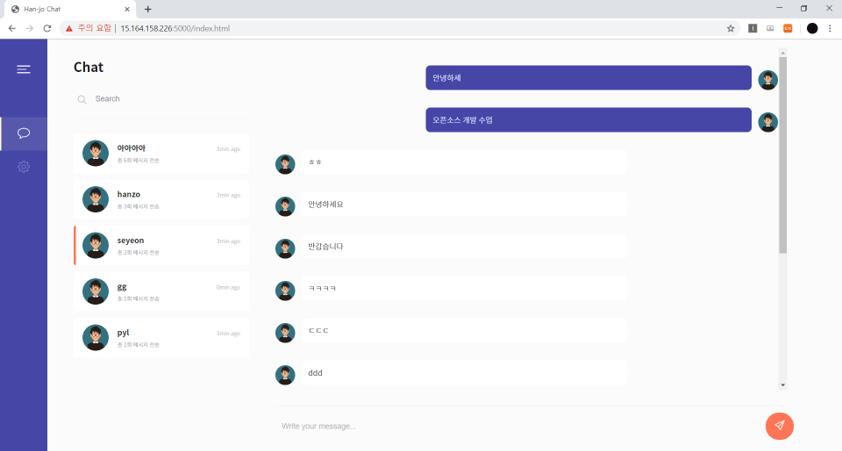 Han-jo Chat
주의 요함 | 15.164.158.226:5000/index.html
Chat
Search
아아아아
3min ago
총 6회 메시지 전송
hanzo
3min ago
총 3회 메시지 전송
seyeon
3min ago
총 2회 메시지 전송
gg
0min ago
총 1회 메시지 전송
pyl
1min ago
총 2회 메시지 전송
안녕하세
오픈소스 개발 수업
ㅎㅎ
안녕하세요
반갑습니다
ㅋㅋㅋㅋ
ㄷㄷㄷ
ddd
Write your message...